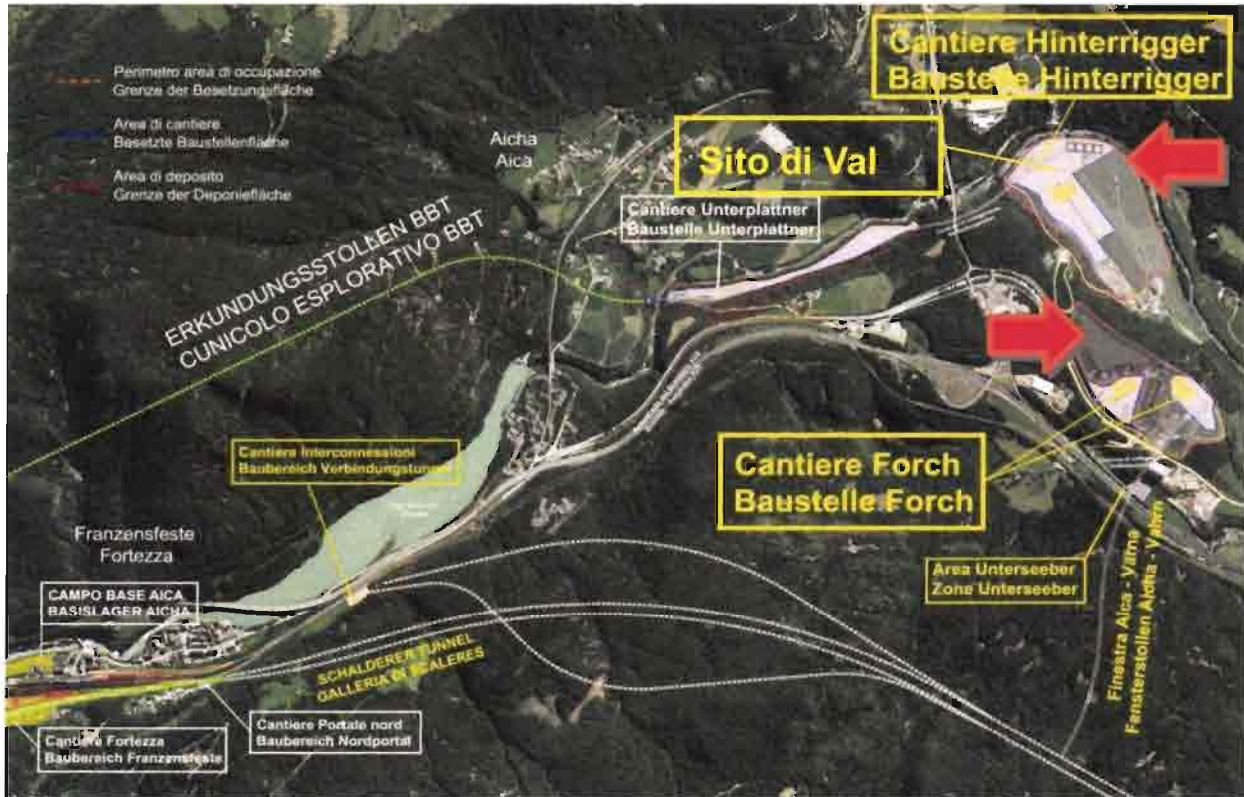 Perimetro area di occupazione
Grenze der Besetzungsfläche
Area di cantiere
Besetzte Baustellenfläche
Area di deposito
Grenze der Deponiefläche
Cantiere Hinterrigger
Baustelle Hinterrigger
Aicha
Aica
Sito di Val
Cantiere Unterplattner
Baustelle Unterplattner
ERKUNDUNGSSTOLLEN BBT
CUNICOLO ESPLORATIVO BBT
Cantiere Interconnessioni
Baubereich Verbindungstunnel
Cantiere Forch
Baustelle Forch
Franzensfeste
Fortezza
Area Unterseeber
Zone Unterseeber
CAMPO BASE AICA
BASISLAGER AICHA
SCHALDERER TUNNEL
GALLERIA DI SCALERES
Finestra Aica - Varna
Fensterstollen Aicha - Vahrn
Cantiere Portale nord
Baubereich Nordportal
Cantiere Fortezza
Baubereich Franzensfeste